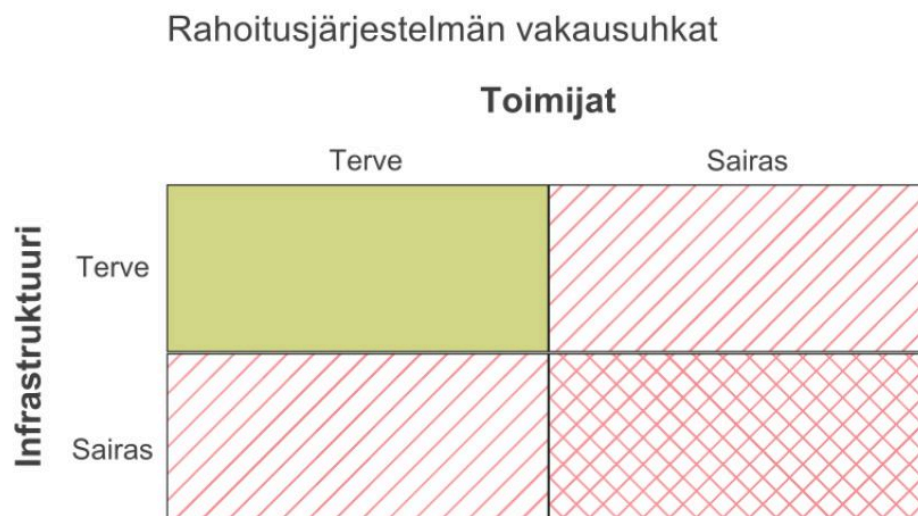 Rahoitusjärjestelmän vakausuhkat
Toimijat
Terve
Sairas
Infrastruktuuri
Terve
Sairas